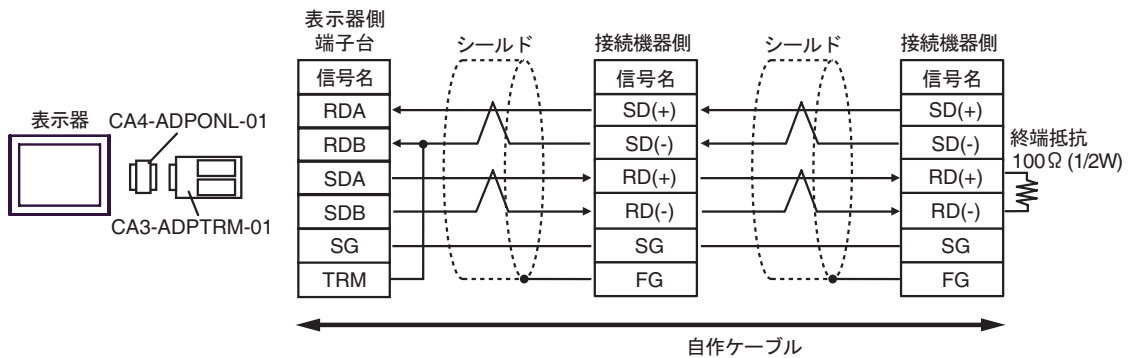 表示器
CA4-ADPONL-01
CA3-ADPTRM-01
表示器側
端子台
信号名
RDA
RDB
SDA
SDB
SG
TRM
シールド
接続機器側
信号名
SD(+)
SD(-)
RD(+)
RD(-)
SG
FG
シールド
接続機器側
信号名
SD(+)
SD(-)
RD(+)
RD(-)
SG
FG
終端抵抗
100Ω (1/2W)
自作ケーブル